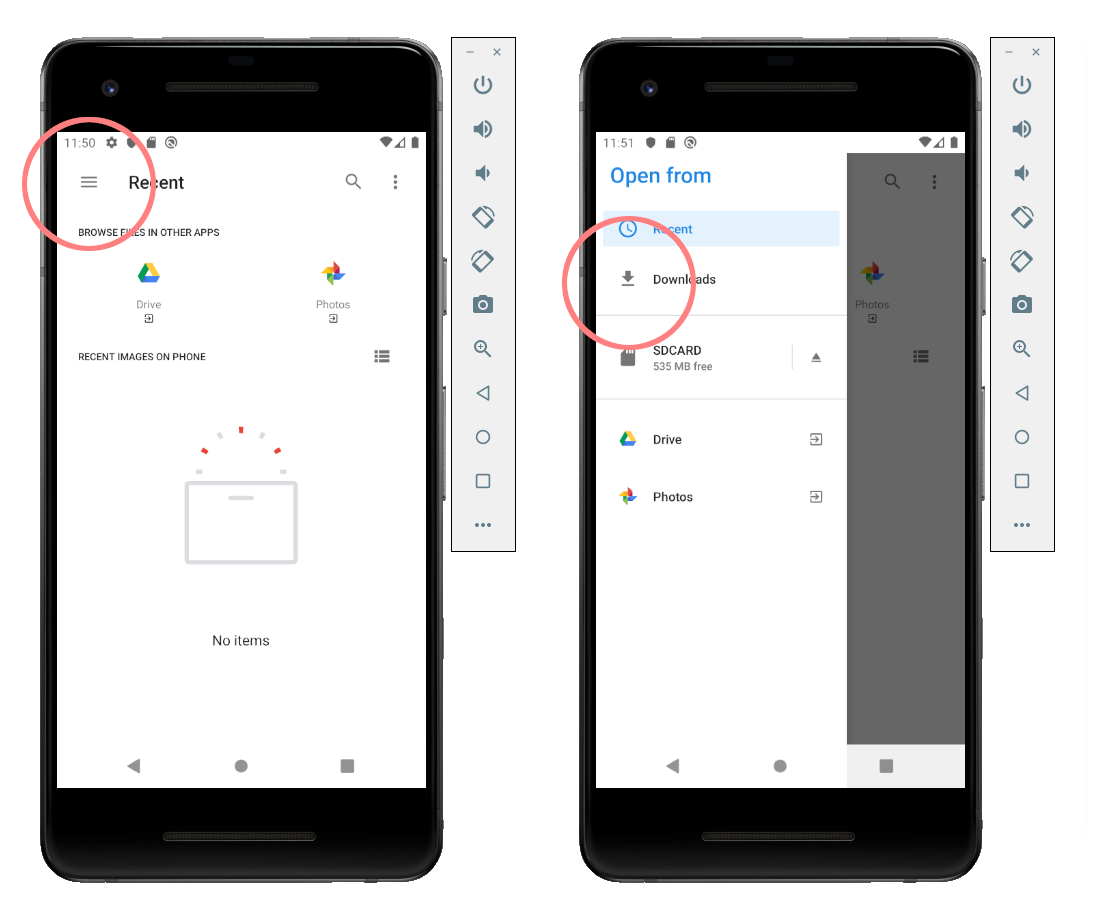 11:50
Recent
BROWSE FILES IN OTHER APPS
Drive
Photos
RECENT IMAGES ON PHONE
No items
11:51
Open from
Recent
Downloads
SDCARD
535 MB free
Drive
Photos
Photos